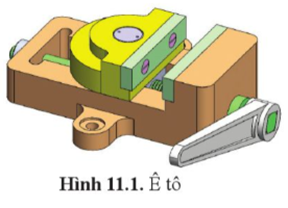 Hình 11.1. Ê tô